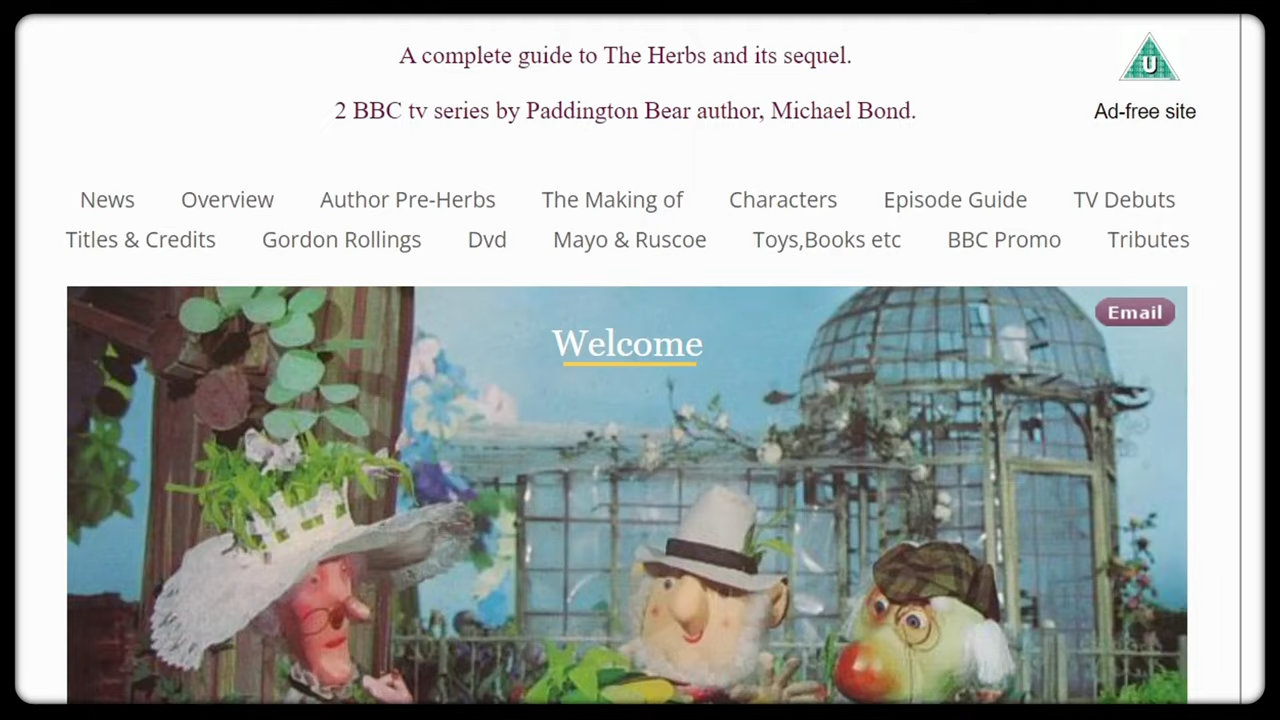 A complete guide to The Herbs and its sequel.
U
2 BBC tv series by Paddington Bear author, Michael Bond.
Ad-free site
News Overview Author Pre-Herbs The Making of Characters Episode Guide TV Debuts
Titles & Credits Gordon Rollings Dvd Mayo & Ruscoe Toys,Books etc BBC Promo Tributes
Email
Welcome